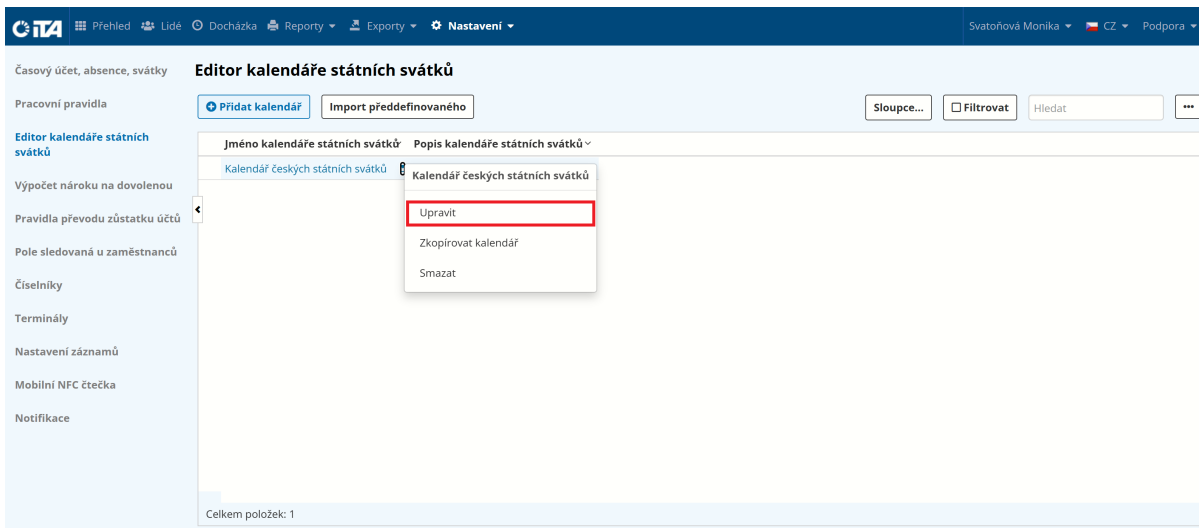 iTA Přehled Lidé Docházka Reporty Exporty Nastavení Svatoňová Monika CZ Podpora
Časový účet, absence, svátky
Pracovní pravidla
Editor kalendáře státních
svátků
Výpočet nároku na dovolenou
Pravidla převodu zůstatku účtů
Pole sledovaná u zaměstnanců
Číselníky
Terminály
Nastavení záznamů
Mobilní NFC čtečka
Notifikace
Editor kalendáře státních svátků
Přidat kalendář Import předdefinovaného Sloupce... Filtrovat Hledat ...
Jméno kalendáře státních svátků Popis kalendáře státních svátků
Kalendář českých státních svátků
Kalendář českých státních svátků
Upravit
Zkopírovat kalendář
Smazat
Celkem položek: 1